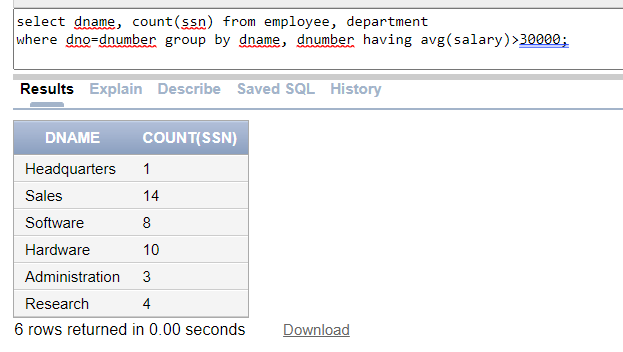 select dname, count(ssn) from employee, department
where dno=dnumber group by dname, dnumber having avg(salary)>30000;
Results Explain Describe Saved SQL History
DNAME COUNT(SSN)
Headquarters 1
Sales 14
Software 8
Hardware 10
Administration 3
Research 4
6 rows returned in 0.00 seconds Download